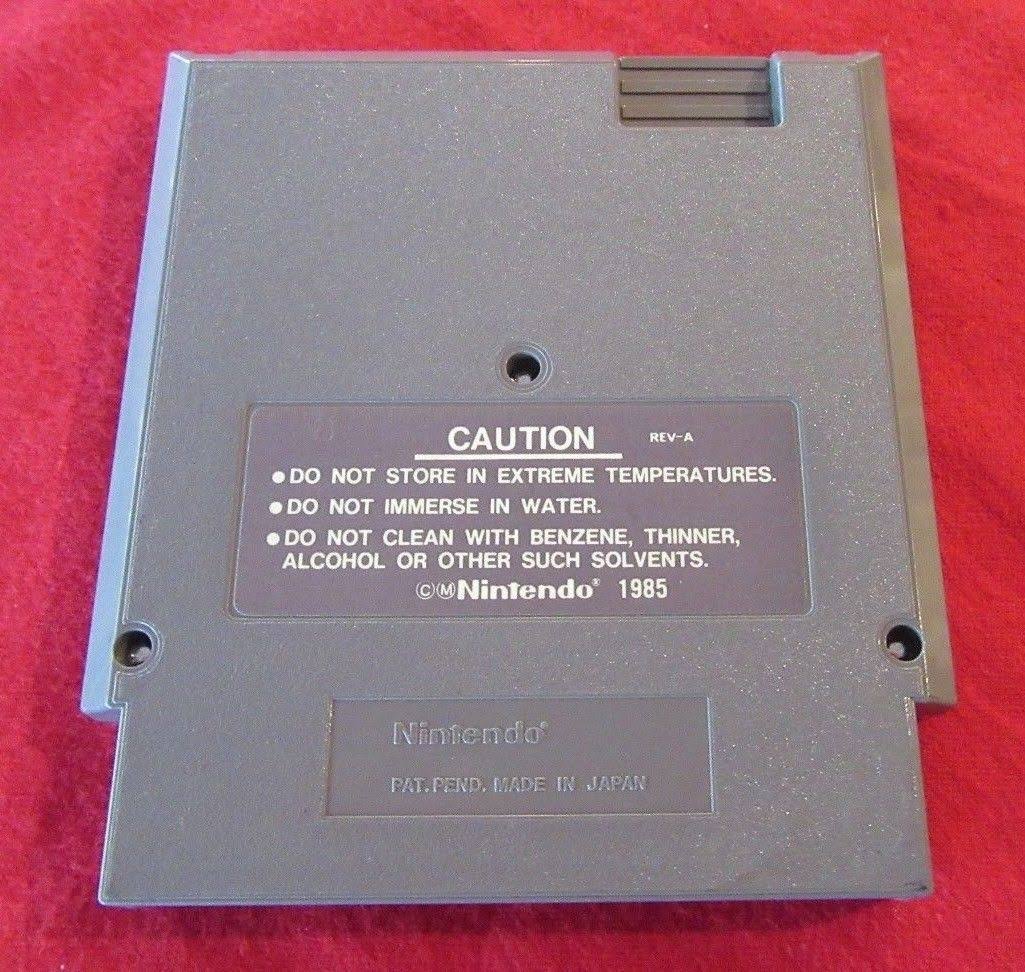 CAUTION REV-A
●DO NOT STORE IN EXTREME TEMPERATURES.
●DO NOT IMMERSE IN WATER.
●DO NOT CLEAN WITH BENZENE, THINNER,
ALCOHOL OR OTHER SUCH SOLVENTS.
ⒸⓂNintendo® 1985
Nintendo®
PAT. PEND. MADE IN JAPAN